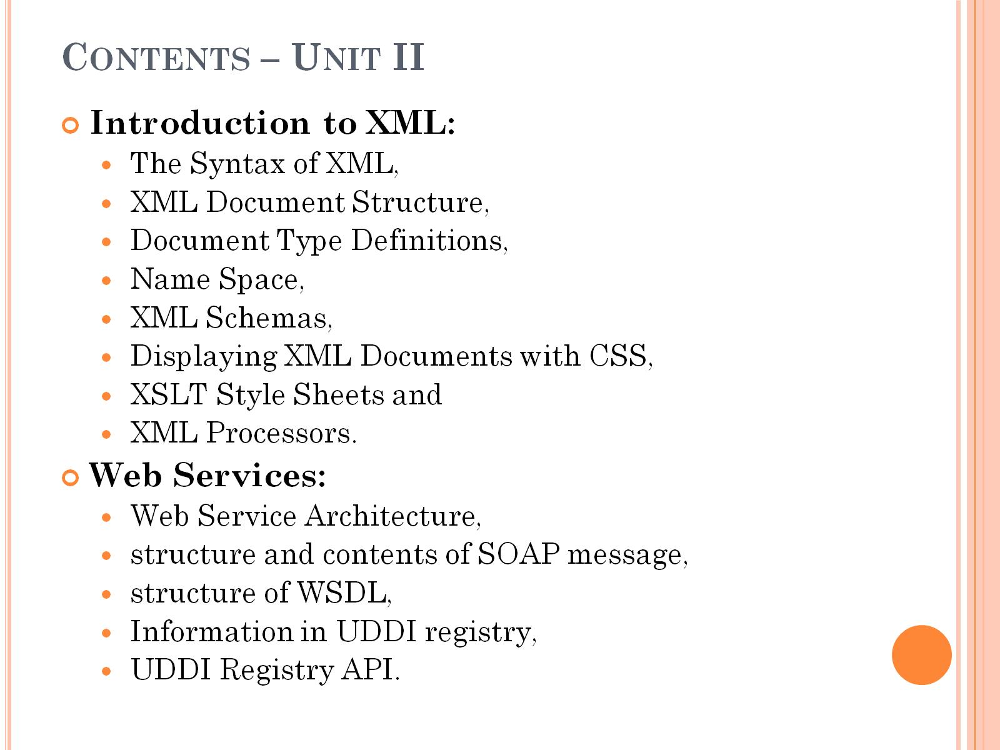 Contents – Unit II
Introduction to XML:
The Syntax of XML,
XML Document Structure,
Document Type Definitions,
Name Space,
XML Schemas,
Displaying XML Documents with CSS,
XSLT Style Sheets and
XML Processors.
Web Services:
Web Service Architecture,
structure and contents of SOAP message,
structure of WSDL,
Information in UDDI registry,
UDDI Registry API.